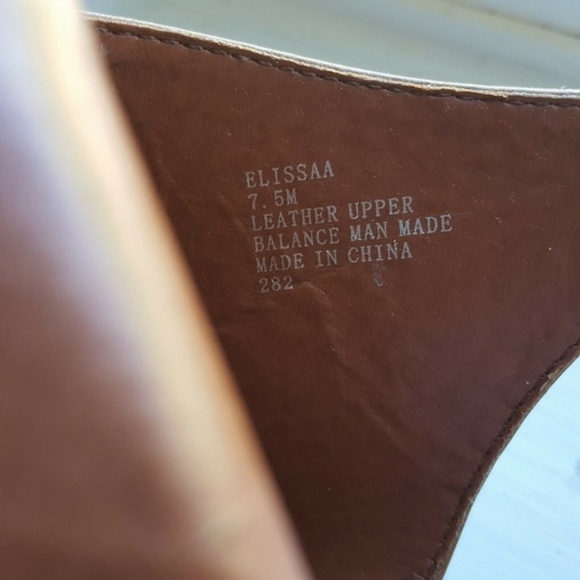 ELISSAA
7.5M
LEATHER UPPER
BALANCE MAN MADE
MADE IN CHINA
282